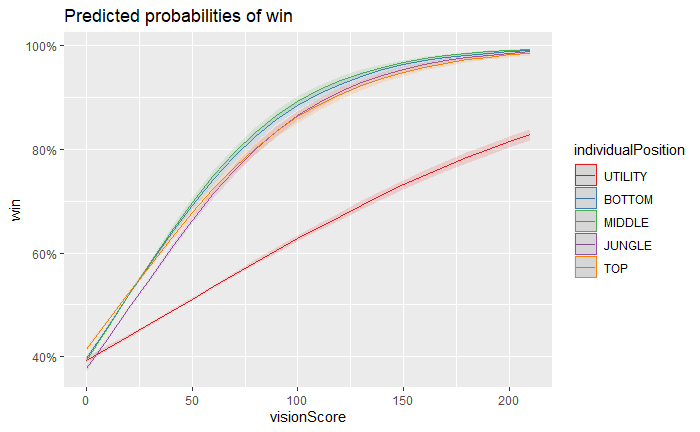 Predicted probabilities of win
100%
80%
60%
40%
win
0
50
100
150
200
visionScore
individualPosition
UTILITY
BOTTOM
MIDDLE
JUNGLE
TOP